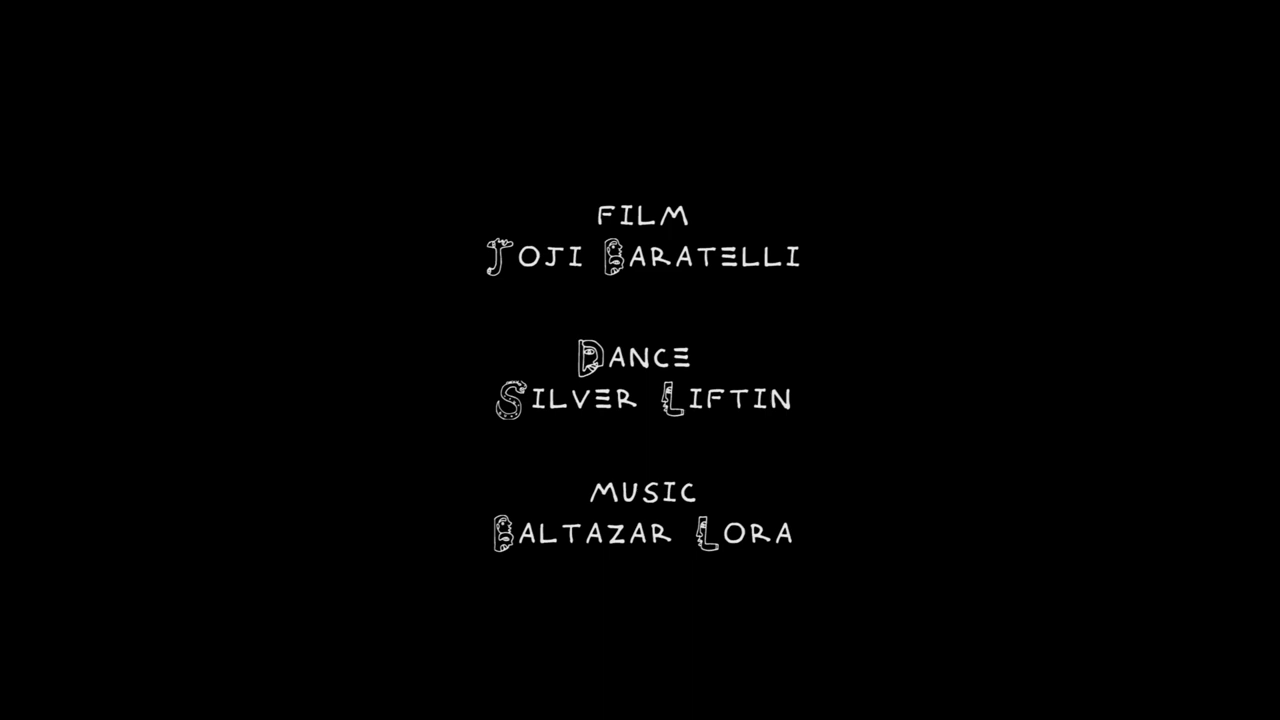 FILM
JOJI BARATELLI
DANCE
SILVER LIFTIN
MUSIC
BALTAZAR LORA